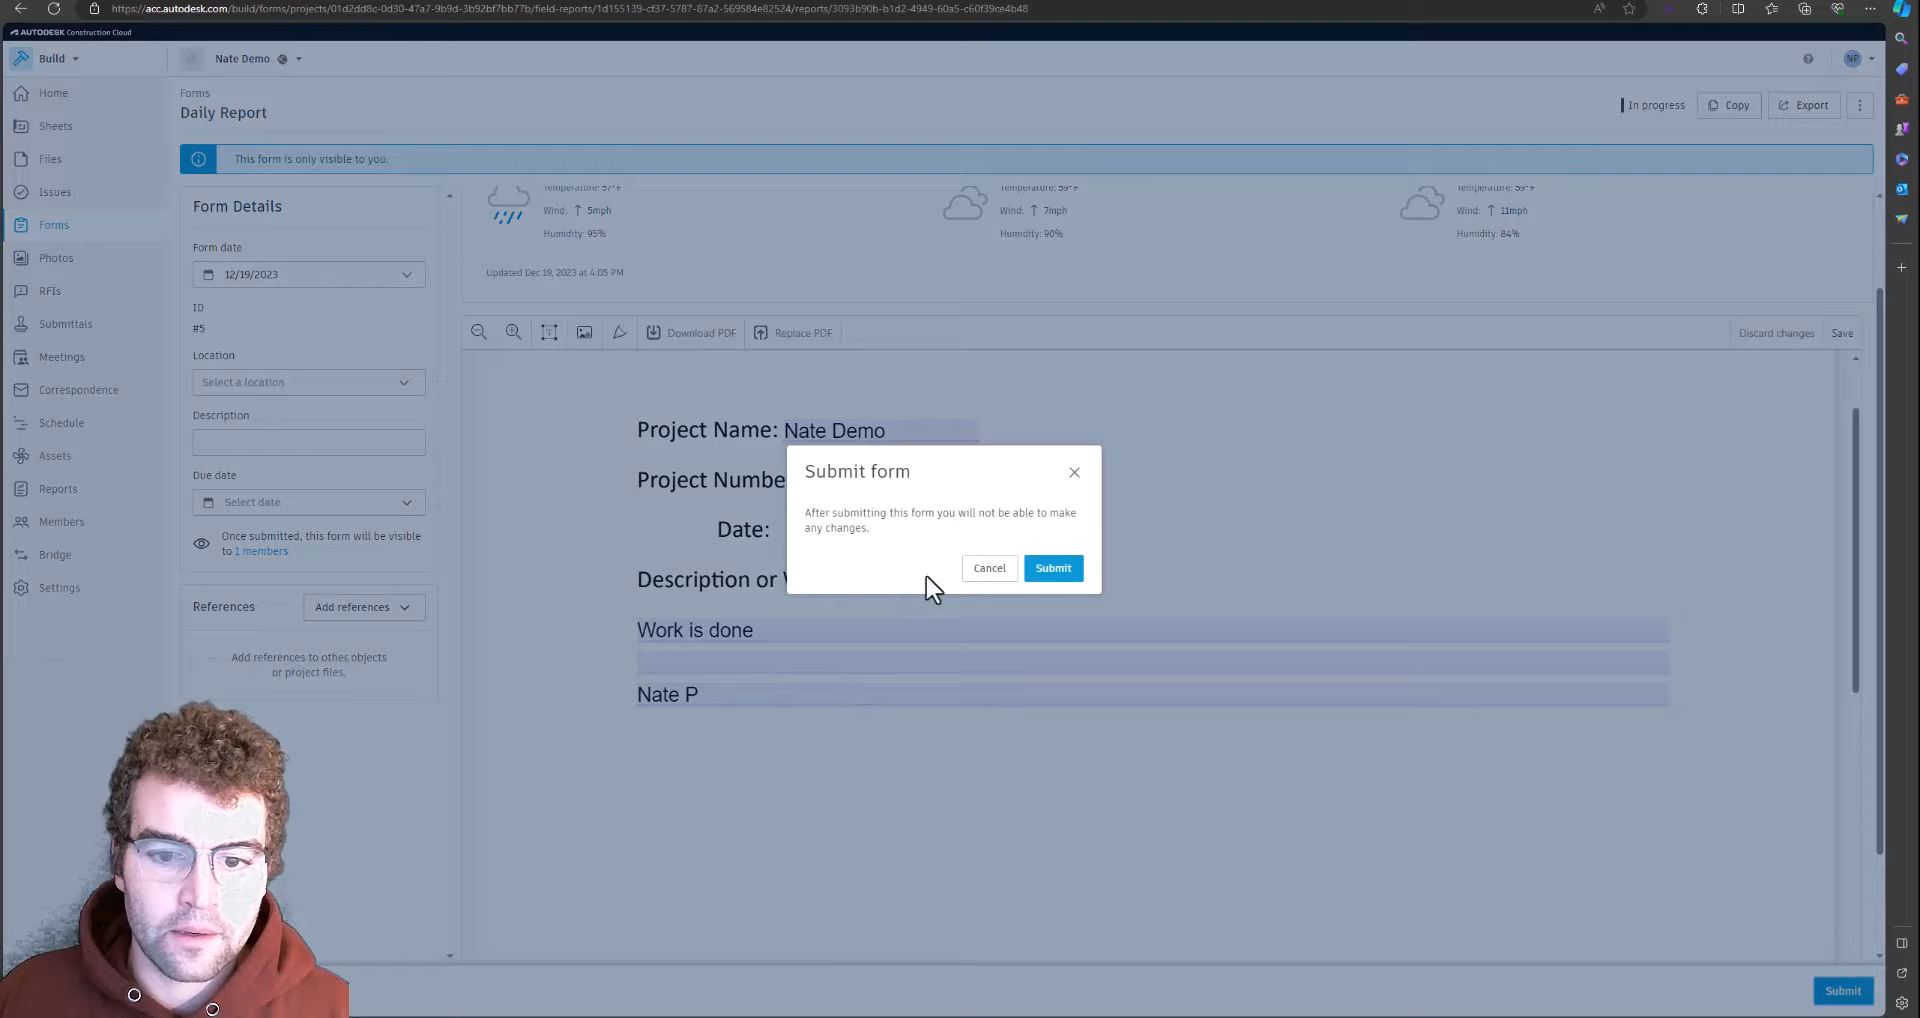 https://acc.autodesk.com/build/forms/projects/01d2dd8c-0d30-47a7-9b9d-3b92bf7bb77b/field-reports/1d155139-cf37-5787-87a2-569584e82524/reports/3093b90b-b1d2-4949-60a5-c60f39ce4b48
AUTODESK Construction Cloud
Build
Nate Demo
NP
Home
Sheets
Files
Issues
Forms
Photos
RFIs
Submittals
Meetings
Correspondence
Schedule
Assets
Reports
Members
Bridge
Settings
Forms
Daily Report
In progress
Copy
Export
This form is only visible to you.
Form Details
Form date
12/19/2023
ID
#5
Location
Select a location
Description
Due date
Select date
Once submitted, this form will be visible
to 1 members
References
Add references
Add references to other objects
or project files.
Temperature: 57°F
Wind: ↑ 5mph
Humidity: 95%
Temperature: 59°F
Wind: ↑ 7mph
Humidity: 90%
Temperature: 59°F
Wind: ↑ 11mph
Humidity: 84%
Updated Dec 19, 2023 at 4:05 PM
Download PDF
Replace PDF
Discard changes
Save
Project Name: Nate Demo
Project Numbe
Date:
Description or
Work is done
Nate P
Submit form
After submitting this form you will not be able to make
any changes.
Cancel
Submit
Submit